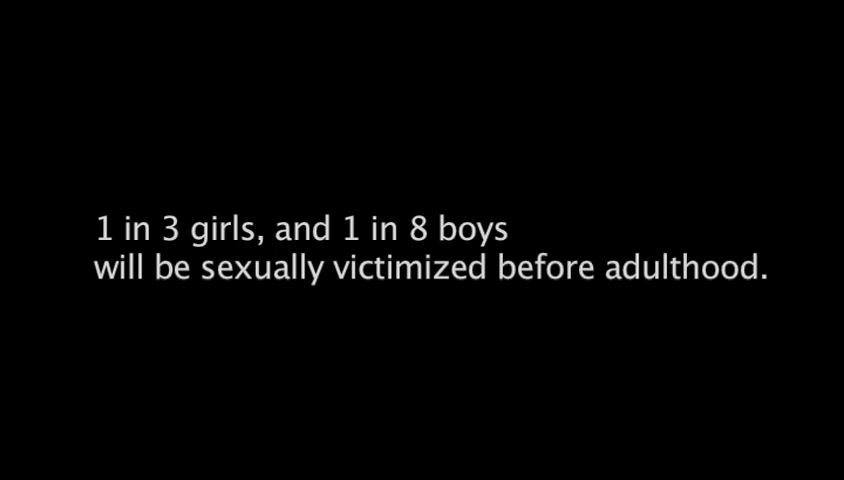 1 in 3 girls, and 1 in 8 boys
will be sexually victimized before adulthood.